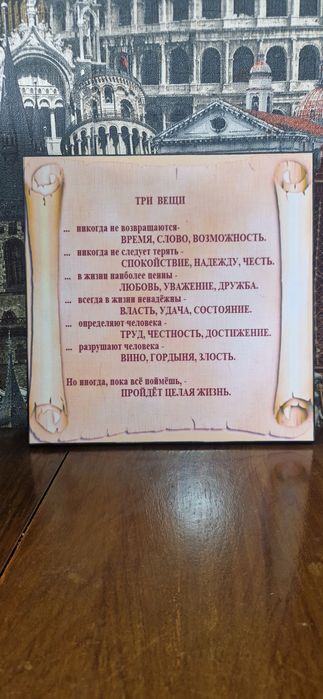 ТРИ ВЕЩИ
... никогда не возвращаются-
ВРЕМЯ, СЛОВО, ВОЗМОЖНОСТЬ.
... никогда не следует терять -
СПОКОЙСТВИЕ, НАДЕЖДУ, ЧЕСТЬ.
... в жизни наиболее ценны -
ЛЮБОВЬ, УВАЖЕНИЕ, ДРУЖБА.
... всегда в жизни ненадёжны -
ВЛАСТЬ, УДАЧА, СОСТОЯНИЕ.
... определяют человека -
ТРУД, ЧЕСТНОСТЬ, ДОСТИЖЕНИЕ.
... разрушают человека -
ВИНО, ГОРДЫНЯ, ЗЛОСТЬ.
Но иногда, пока всё поймёшь, -
ПРОЙДЁТ ЦЕЛАЯ ЖИЗНЬ.